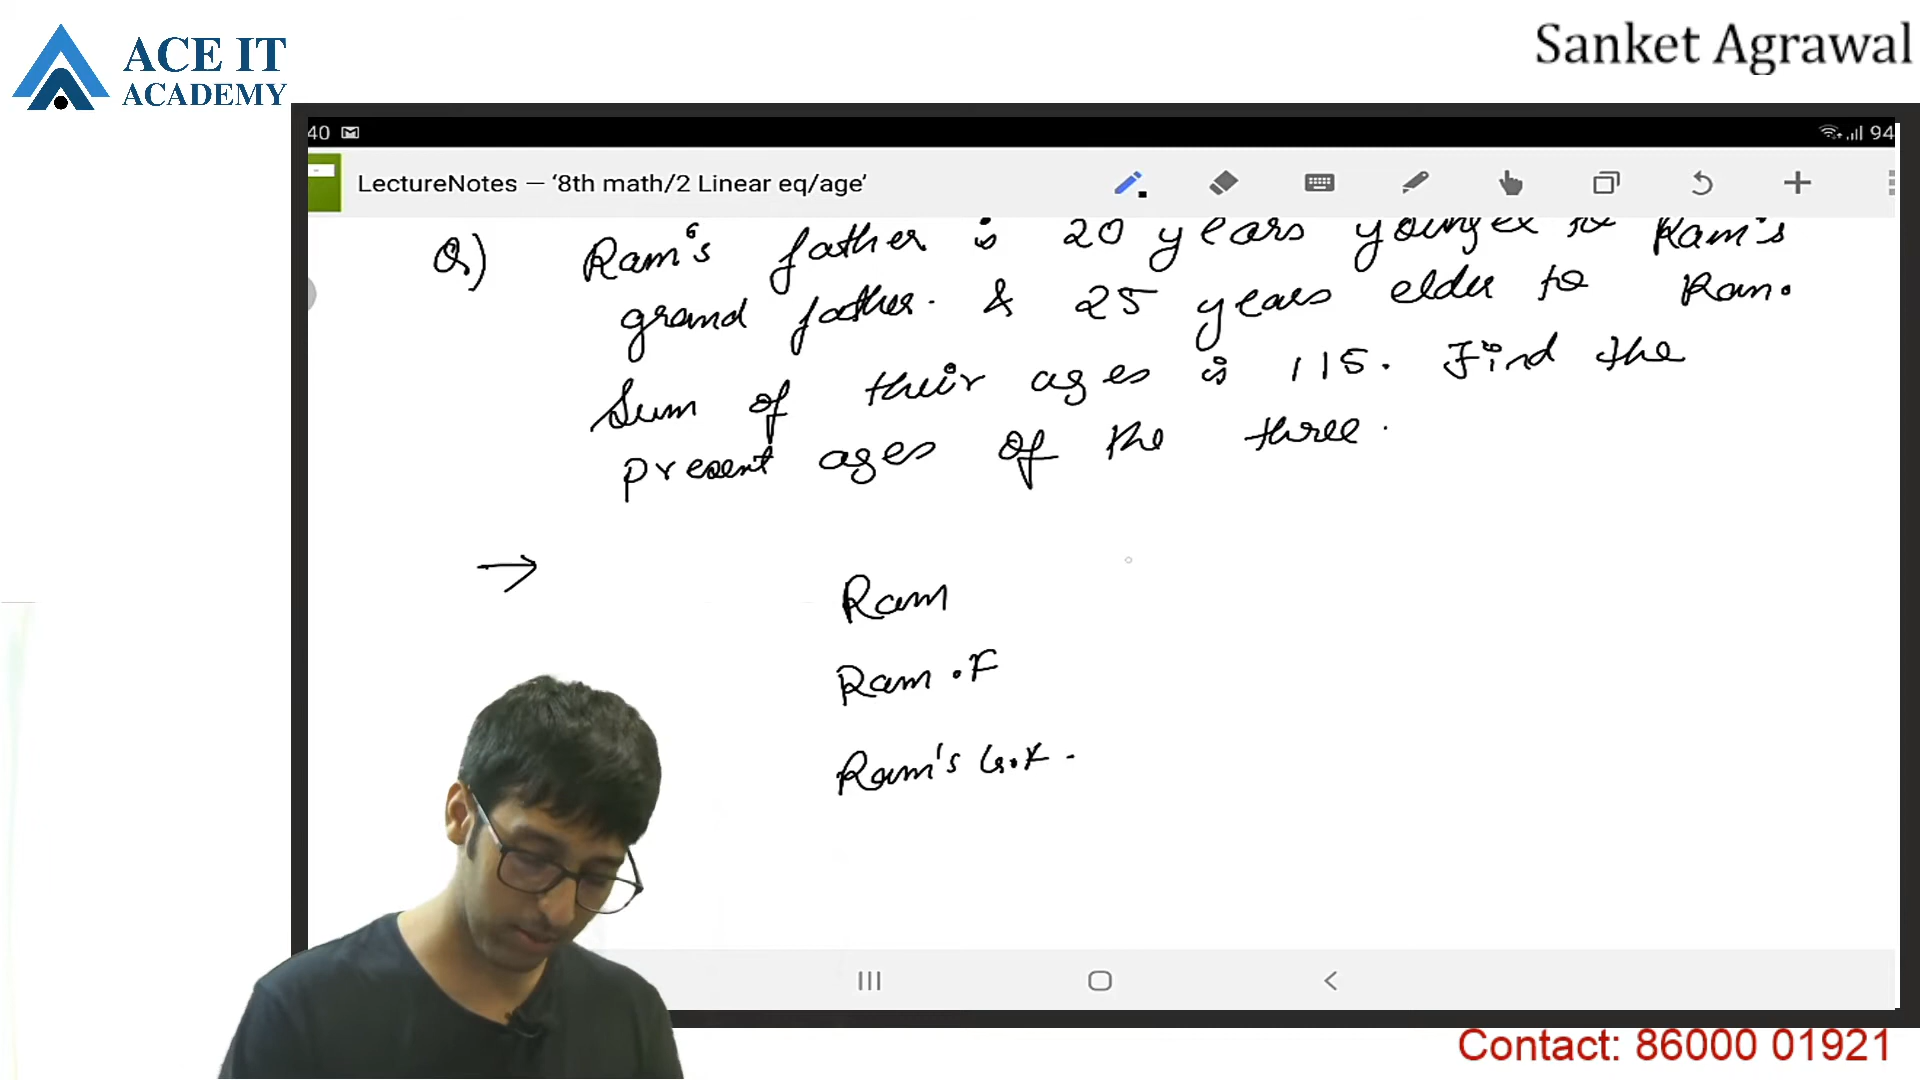 ACE IT
ACADEMY
Sanket Agrawal
40
94
LectureNotes — ‘8th math/2 Linear eq/age’
Q) Ram's father is 20 years younger to Ram's
grand father. & 25 years elder to Ram.
Sum of their ages is 115. Find the
present ages of the three.
→ Ram
Ram.F
Ram's G.F.
Contact: 86000 01921